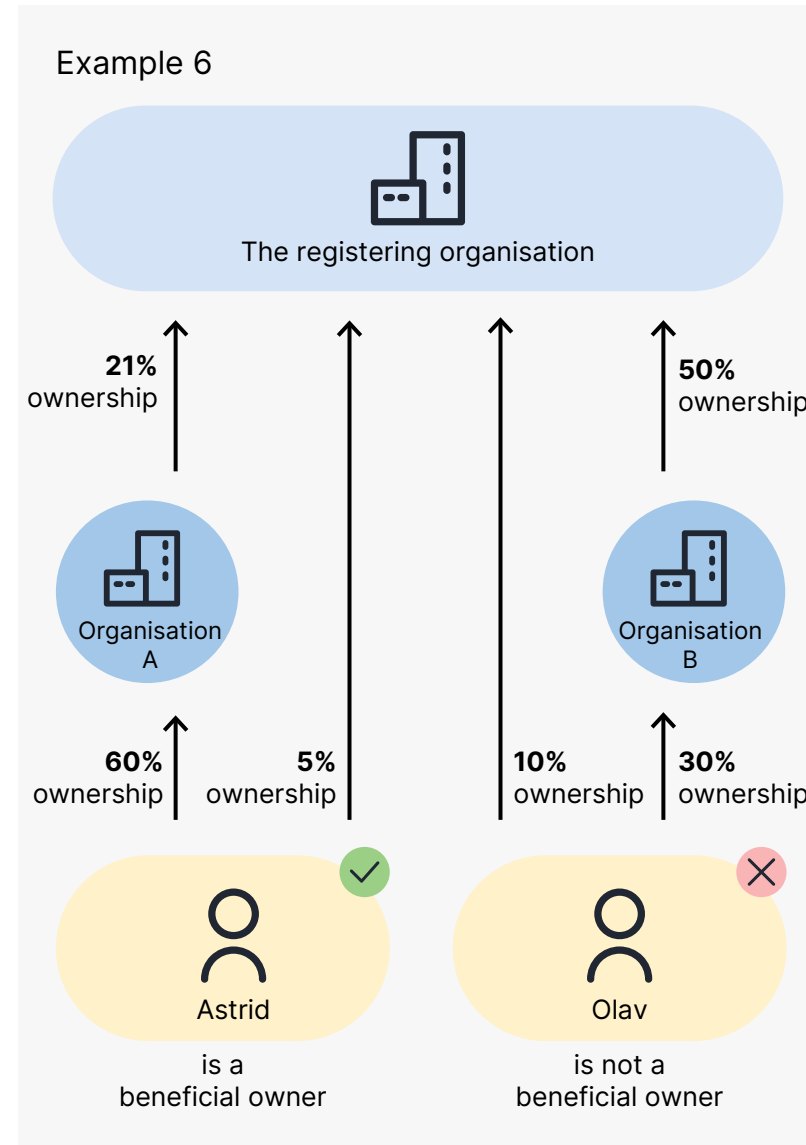 Example 6
The registering organisation
21%
ownership
50%
ownership
Organisation
A
Organisation
B
60%
ownership
5%
ownership
10%
ownership
30%
ownership
Astrid
Olav
is a
beneficial owner
is not a
beneficial owner